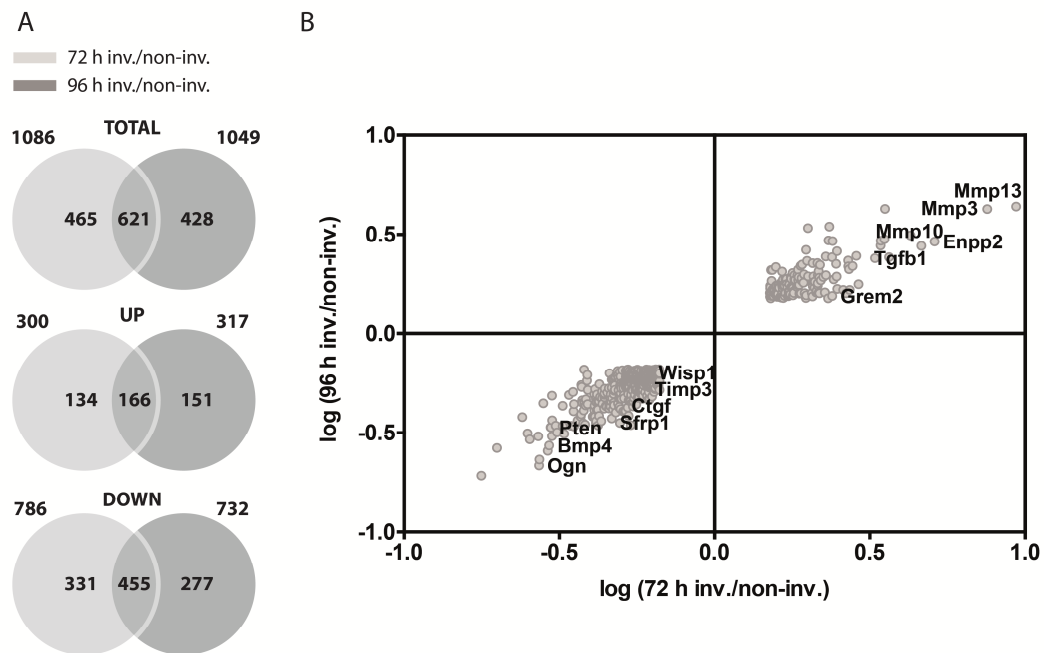 A
B
72 h inv./non-inv.
96 h inv./non-inv.
TOTAL
1086
1049
465 621 428
UP
300
317
134 166 151
DOWN
786
732
331 455 277
log (96 h inv./non-inv.)
1.0
0.5
0.0
-0.5
-1.0
Mmp13
Mmp3
Mmp10
Enpp2
Tgfb1
Grem2
Wisp1
Timp3
Ctgf
Sfrp1
Pten
Bmp4
Ogn
-1.0 -0.5 0.0 0.5 1.0
log (72 h inv./non-inv.)